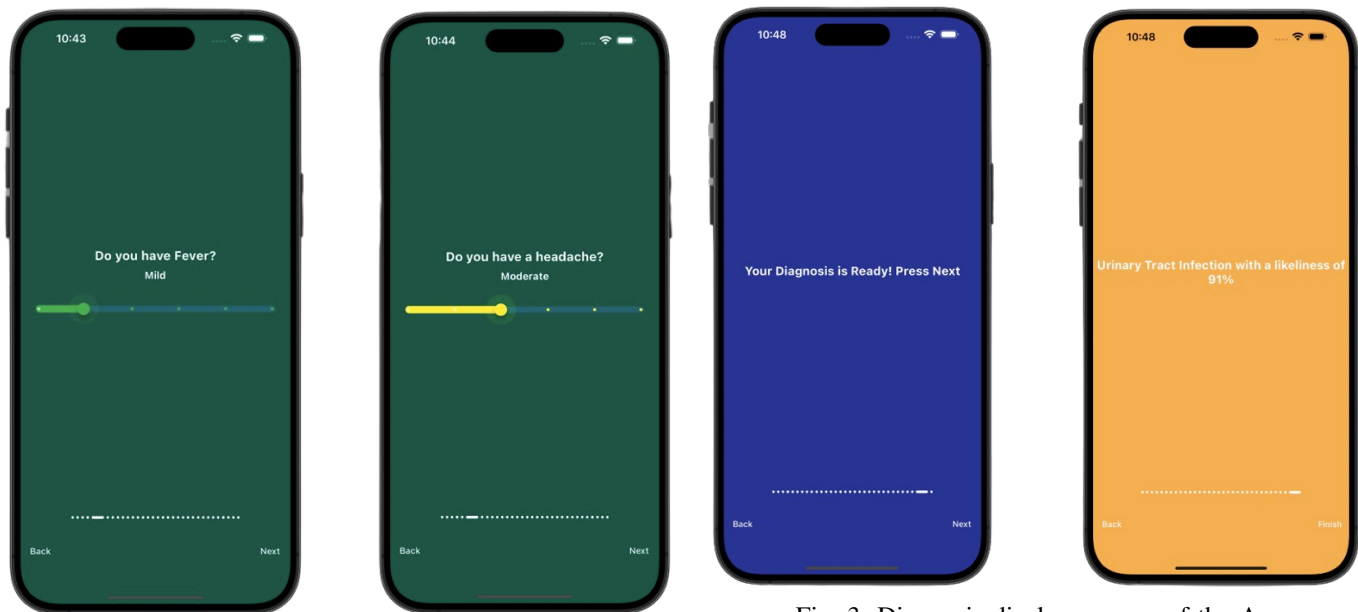 10:43
Do you have Fever?
Mild
Back
Next
10:44
Do you have a headache?
Moderate
Back
Next
10:48
Your Diagnosis is Ready! Press Next
Back
Next
10:48
Urinary Tract Infection with a likeliness of
91%
Back
Finish